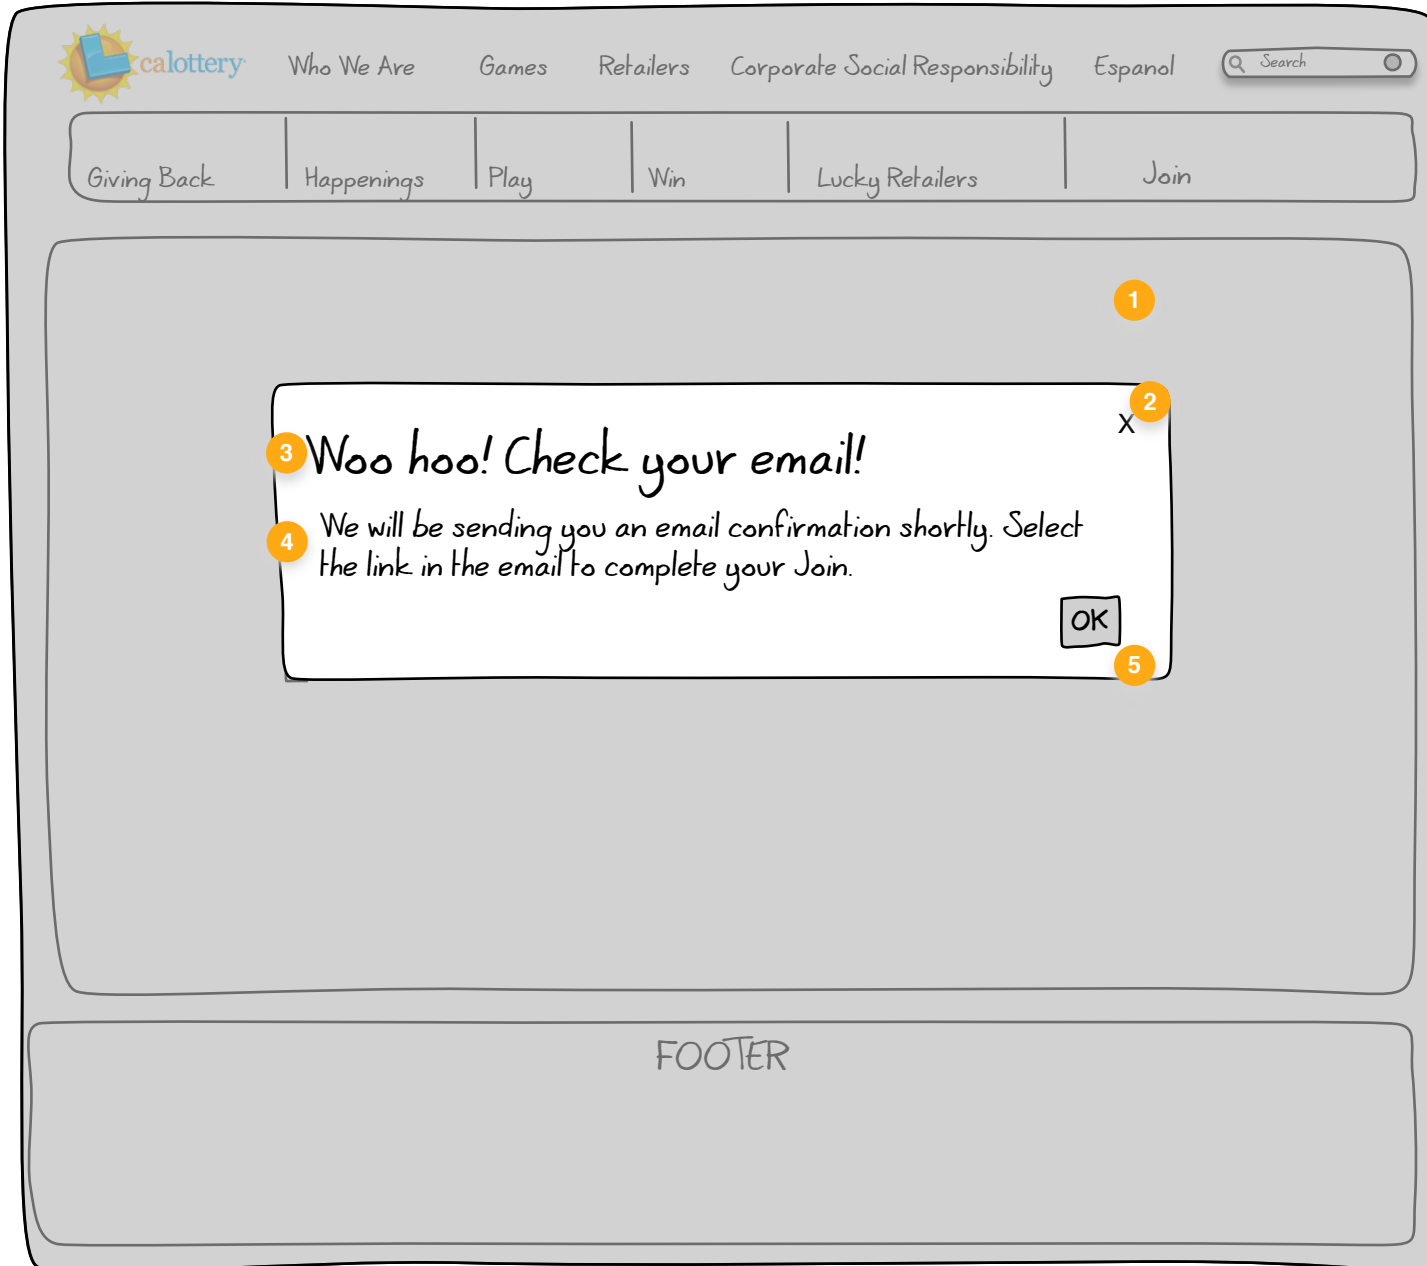 calottery
Who We Are
Games
Retailers
Corporate Social Responsibility
Espanol
Search
Giving Back
Happenings
Play
Win
Lucky Retailers
Join
1
2
X
3
Woo hoo! Check your email!
4
We will be sending you an email confirmation shortly. Select
the link in the email to complete your Join.
OK
5
FOOTER